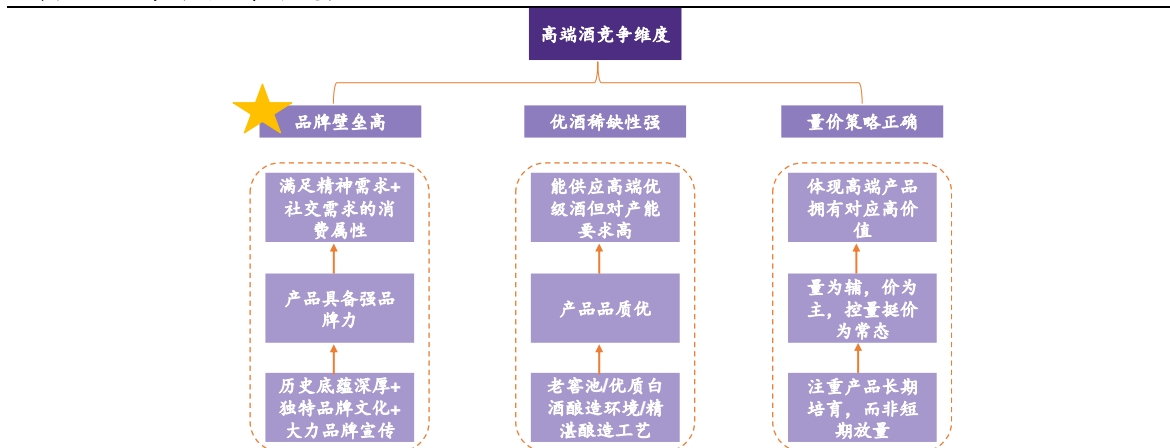 高端酒竞争维度
品牌壁垒高
优酒稀缺性强
量价策略正确
满足精神需求+
社交需求的消
费属性
能供应高端优
级酒但对产能
要求高
体现高端产品
拥有对应高价
值
产品具备强品
牌力
产品品质优
量为辅，价为
主，控量挺价
为常态
历史底蕴深厚+
独特品牌文化+
大力品牌宣传
老窖池/优质白
酒酿造环境/精
湛酿造工艺
注重产品长期
培育，而非短
期放量